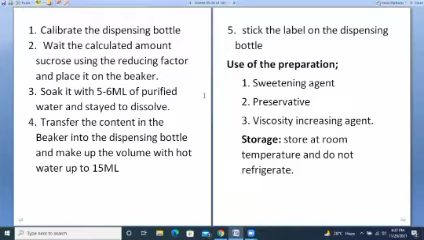 1. Calibrate the dispensing bottle
2. Wait the calculated amount
sucrose using the reducing factor
and place it on the beaker.
3. Soak it with 5-6ML of purified
water and stayed to dissolve.
4. Transfer the content in the
Beaker into the dispensing bottle
and make up the volume with hot
water up to 15ML
5. stick the label on the dispensing
bottle
Use of the preparation;
1. Sweetening agent
2. Preservative
3. Viscosity increasing agent.
Storage: store at room
temperature and do not
refrigerate.
Type here to search